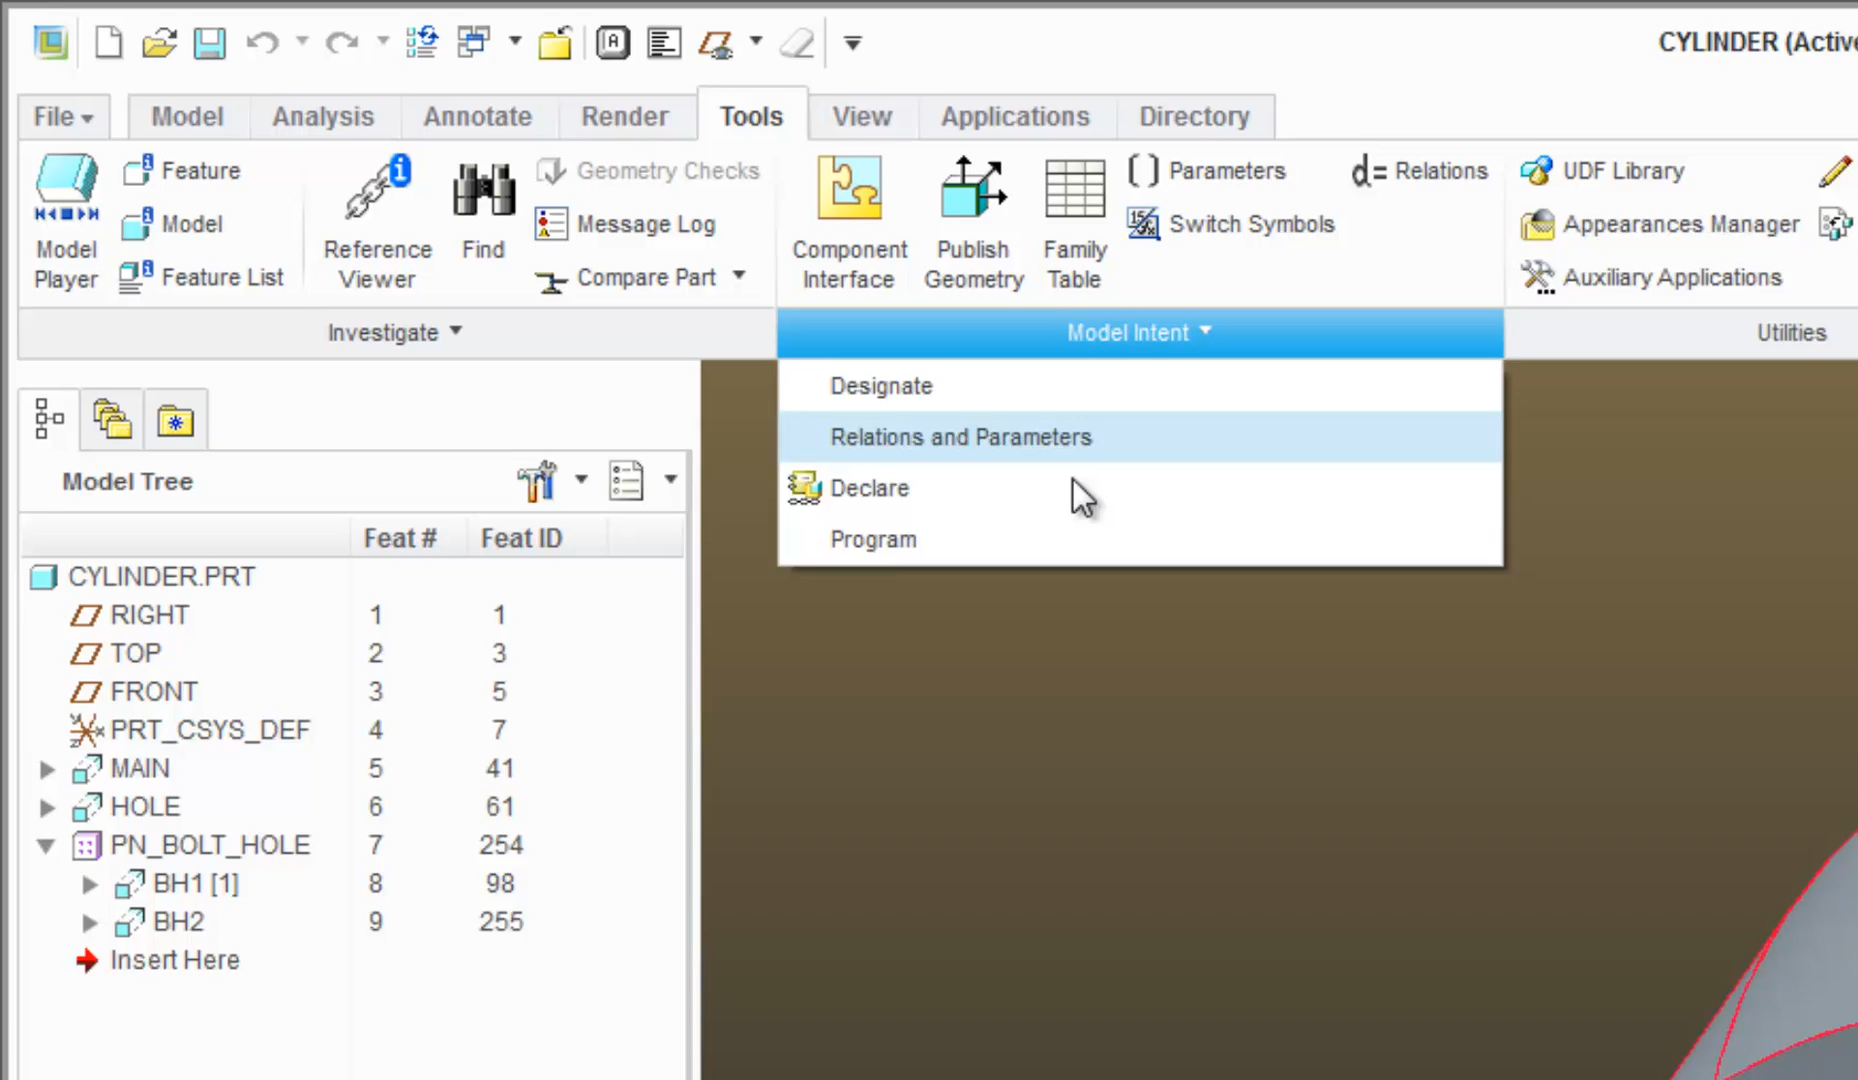 CYLINDER (Active
File
Model
Analysis
Annotate
Render
Tools
View
Applications
Directory
Model Player
Feature
Model
Feature List
Reference Viewer
Find
Geometry Checks
Message Log
Compare Part
Component Interface
Publish Geometry
Family Table
Parameters
Switch Symbols
d= Relations
UDF Library
Appearances Manager
Auxiliary Applications
Investigate
Model Intent
Utilities
Designate
Relations and Parameters
Declare
Program
Model Tree
Feat # Feat ID
CYLINDER.PRT
RIGHT 1 1
TOP 2 3
FRONT 3 5
PRT_CSYS_DEF 4 7
MAIN 5 41
HOLE 6 61
PN_BOLT_HOLE 7 254
BH1 [1] 8 98
BH2 9 255
Insert Here